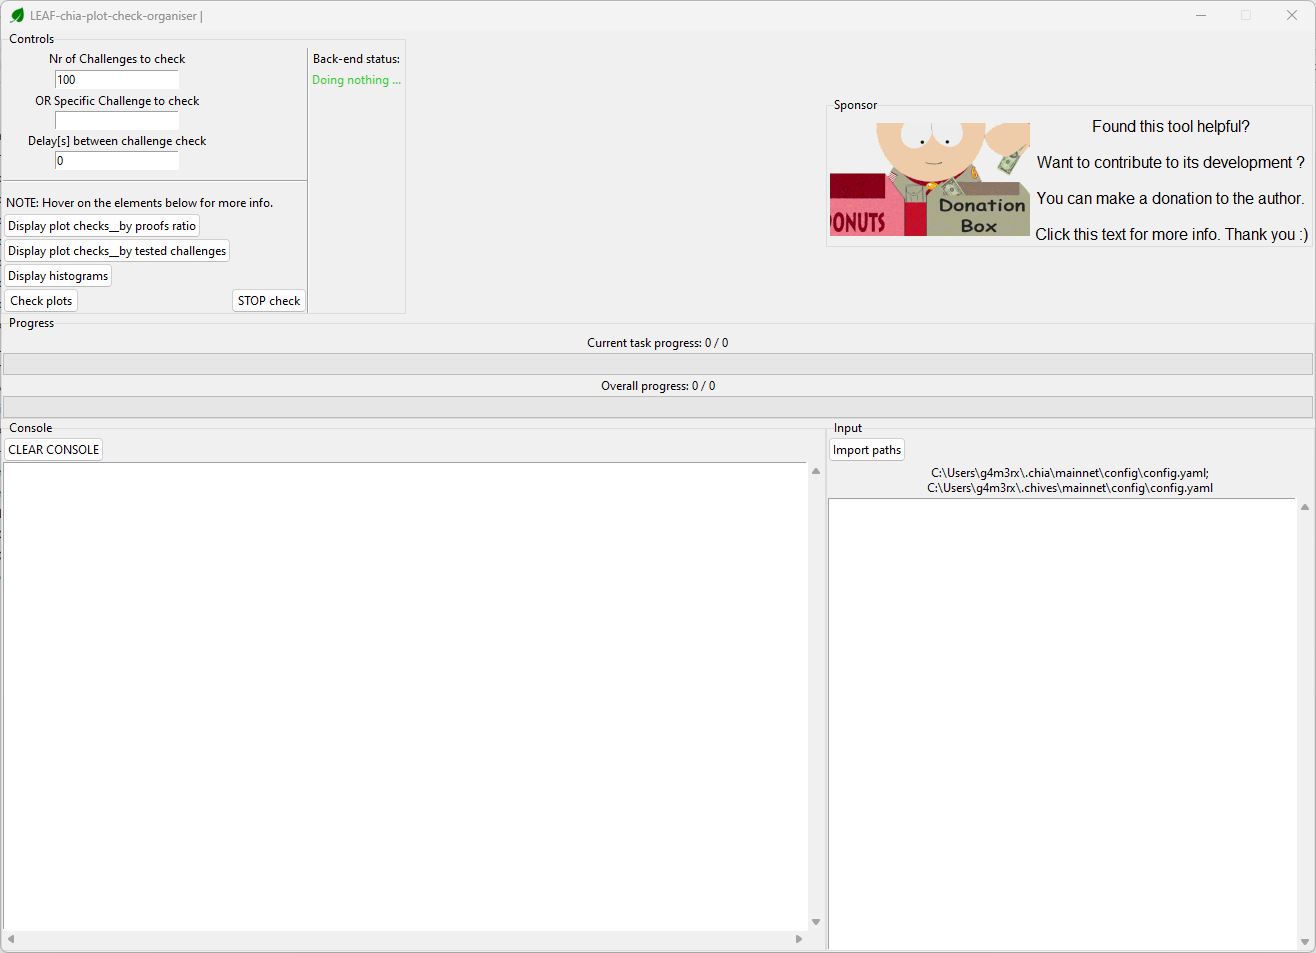 LEAF-chia-plot-check-organiser |
Controls
Nr of Challenges to check
100
OR Specific Challenge to check
Delay[s] between challenge check
0
Back-end status:
Doing nothing ...
NOTE: Hover on the elements below for more info.
Display plot checks__by proofs ratio
Display plot checks__by tested challenges
Display histograms
Check plots
STOP check
Sponsor
DONUTS
Donation
Box
Found this tool helpful?
Want to contribute to its development ?
You can make a donation to the author.
Click this text for more info. Thank you :)
Progress
Current task progress: 0 / 0
Overall progress: 0 / 0
Console
CLEAR CONSOLE
Input
Import paths
C:\Users\g4m3rx\.chia\mainnet\config\config.yaml;
C:\Users\g4m3rx\.chives\mainnet\config\config.yaml